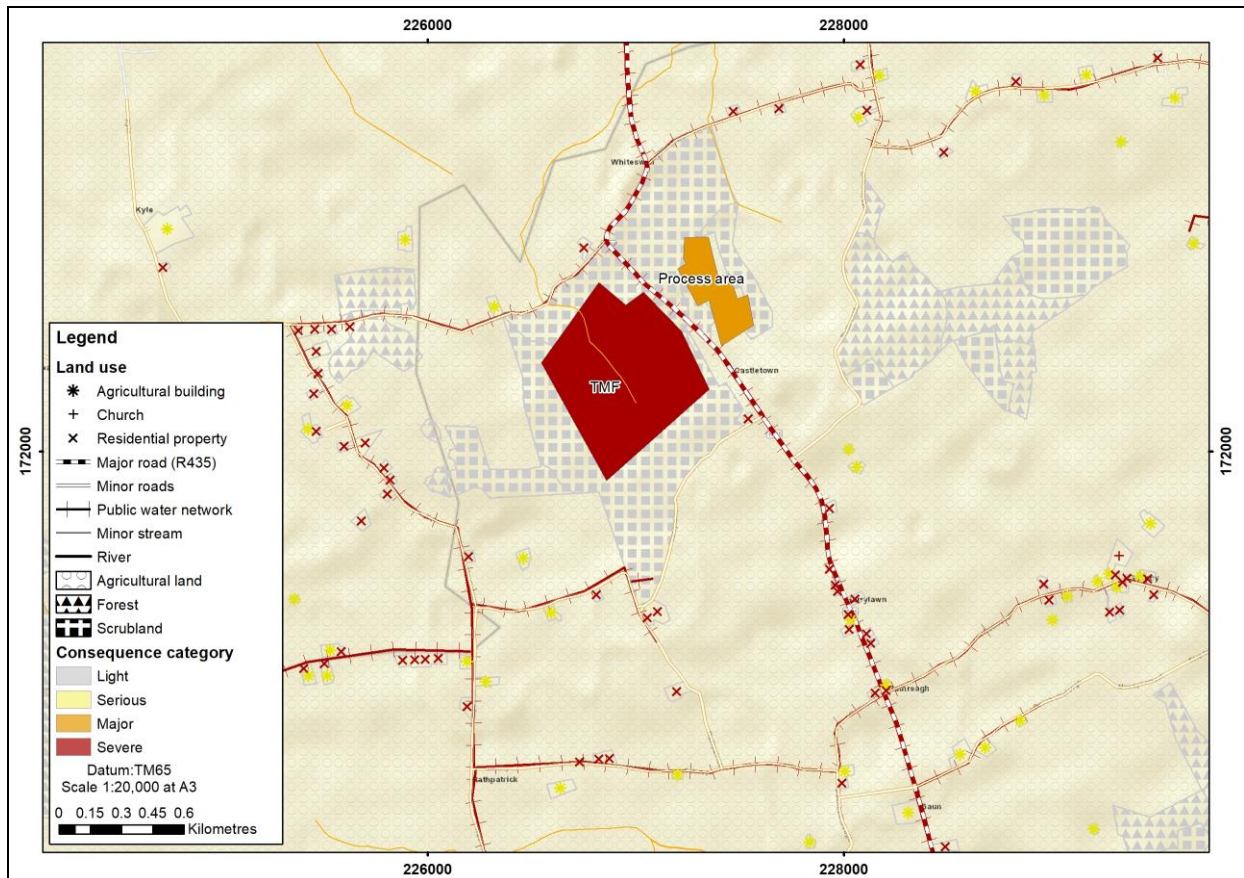 226000
228000
Kyle
Process area
TMF
Castletown
172000
172000
Legend
Land use
Agricultural building
Church
Residential property
Major road (R435)
Minor roads
Public water network
Minor stream
River
Agricultural land
Forest
Scrubland
Consequence category
Light
Serious
Major
Severe
Datum:TM65
Scale 1:20,000 at A3
0 0.15 0.3 0.45 0.6
Kilometres
Rathpatrick
Gaun
226000
228000